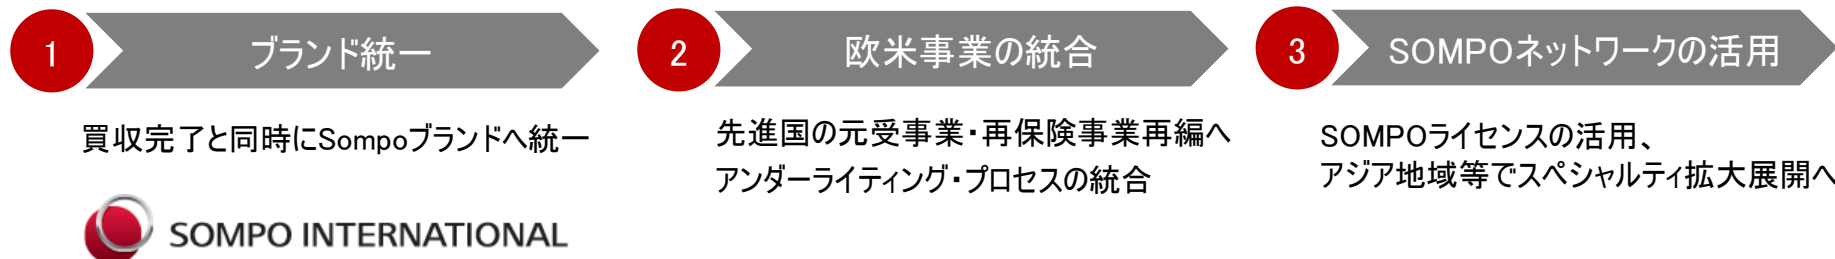 1
ブランド統一
買収完了と同時にSompoブランドへ統一
SOMPO INTERNATIONAL
2
欧米事業の統合
先進国の元受事業・再保険事業再編へ
アンダーライティング・プロセスの統合
3
SOMPOネットワークの活用
SOMPOライセンスの活用、
アジア地域等でスペシャルティ拡大展開へ